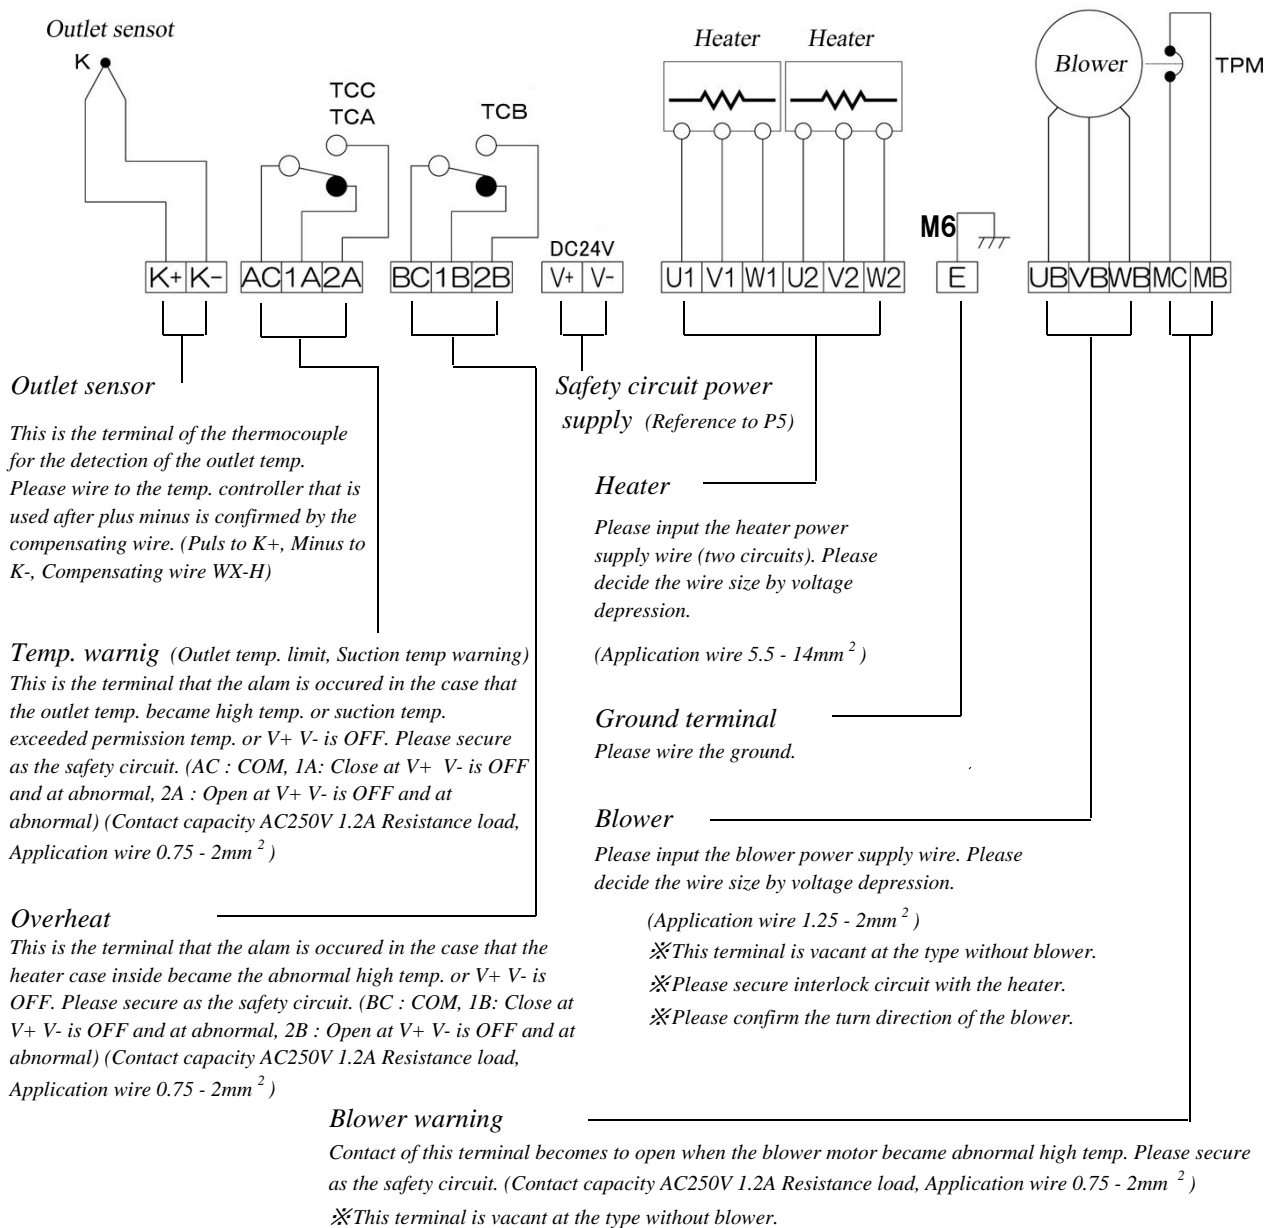 Outlet sensot
K
TCC
TCA
TCB
Heater Heater
Blower
TPM
M6
DC24V
K+ K- AC 1A 2A BC 1B 2B V+ V- U1 V1 W1 U2 V2 W2 E UB VB WB MC MB
Outlet sensor
This is the terminal of the thermocouple
for the detection of the outlet temp.
Please wire to the temp. controller that is
used after plus minus is confirmed by the
compensating wire. (Puls to K+, Minus to
K-, Compensating wire WX-H)
Temp. warnig (Outlet temp. limit, Suction temp warning)
This is the terminal that the alam is occured in the case that
the outlet temp. became high temp. or suction temp.
exceeded permission temp. or V+ V- is OFF. Please secure
as the safety circuit. (AC : COM, 1A: Close at V+ V- is OFF
and at abnormal, 2A : Open at V+ V- is OFF and at
abnormal) (Contact capacity AC250V 1.2A Resistance load,
Application wire 0.75 - 2mm 2 )
Overheat
This is the terminal that the alam is occured in the case that the
heater case inside became the abnormal high temp. or V+ V- is
OFF. Please secure as the safety circuit. (BC : COM, 1B: Close at
V+ V- is OFF and at abnormal, 2B : Open at V+ V- is OFF and at
abnormal) (Contact capacity AC250V 1.2A Resistance load,
Application wire 0.75 - 2mm 2 )
Safety circuit power
supply (Reference to P5)
Heater
Please input the heater power
supply wire (two circuits). Please
decide the wire size by voltage
depression.
(Application wire 5.5 - 14mm 2 )
Ground terminal
Please wire the ground.
Blower
Please input the blower power supply wire. Please
decide the wire size by voltage depression.
(Application wire 1.25 - 2mm 2 )
※This terminal is vacant at the type without blower.
※Please secure interlock circuit with the heater.
※Please confirm the turn direction of the blower.
Blower warning
Contact of this terminal becomes to open when the blower motor became abnormal high temp. Please secure
as the safety circuit. (Contact capacity AC250V 1.2A Resistance load, Application wire 0.75 - 2mm 2 )
※This terminal is vacant at the type without blower.